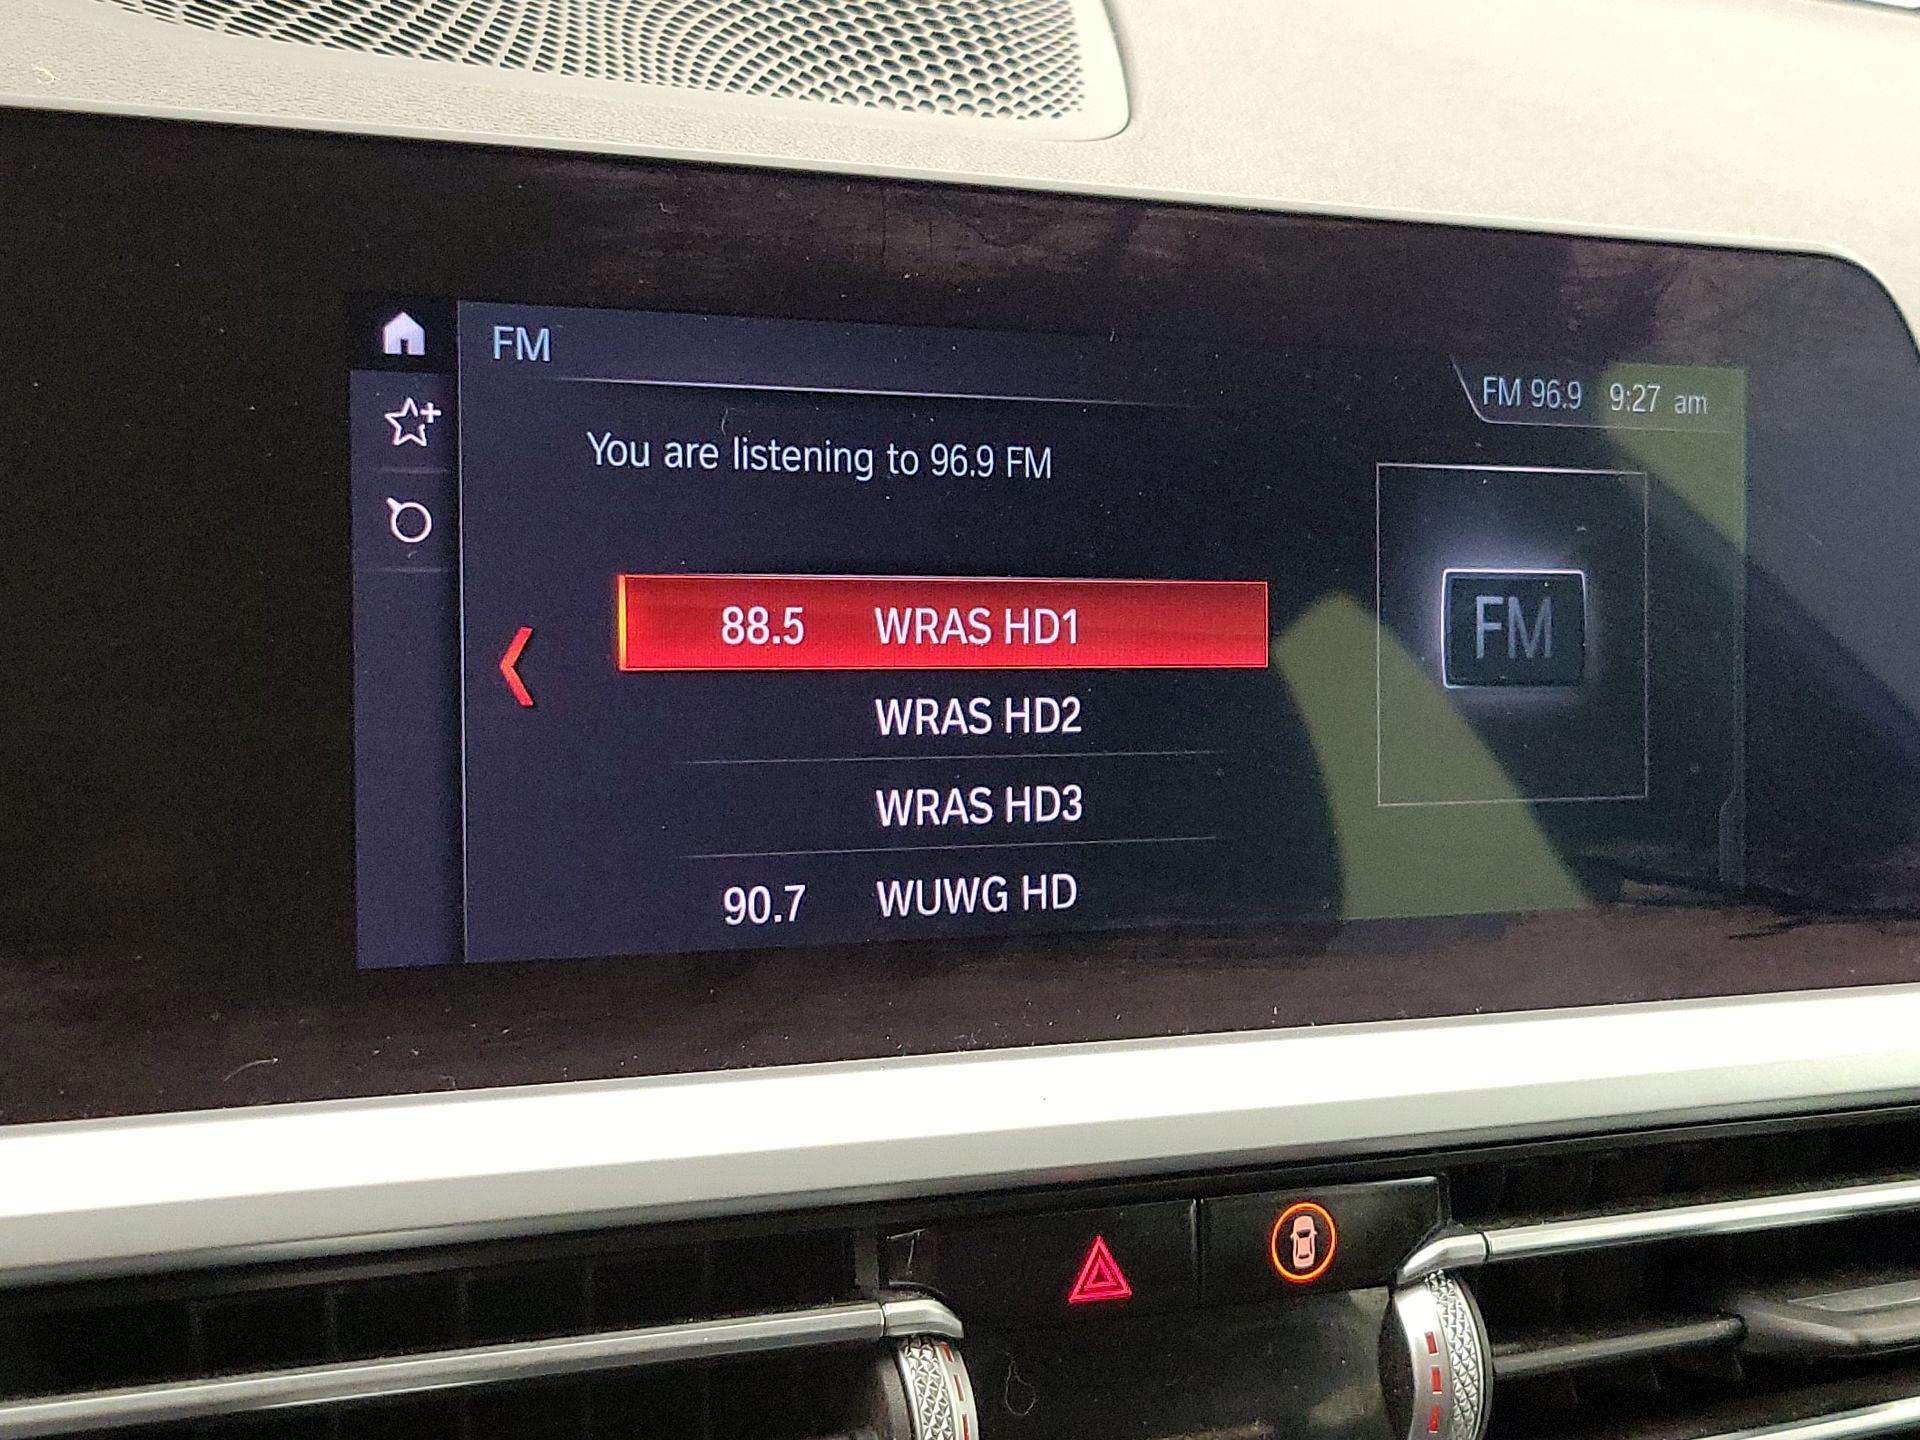 FM
FM 96.9 9:27 am
You are listening to 96.9 FM
88.5 WRAS HD1
WRAS HD2
WRAS HD3
90.7 WUWG HD
FM